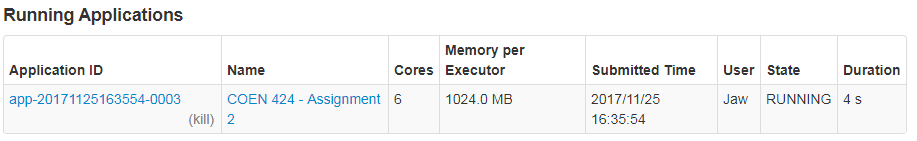 Running Applications
Application ID Name Cores Memory per Executor Submitted Time User State Duration
app-20171125163554-0003 (kill) COEN 424 - Assignment 2 6 1024.0 MB 2017/11/25 16:35:54 Jaw RUNNING 4 s